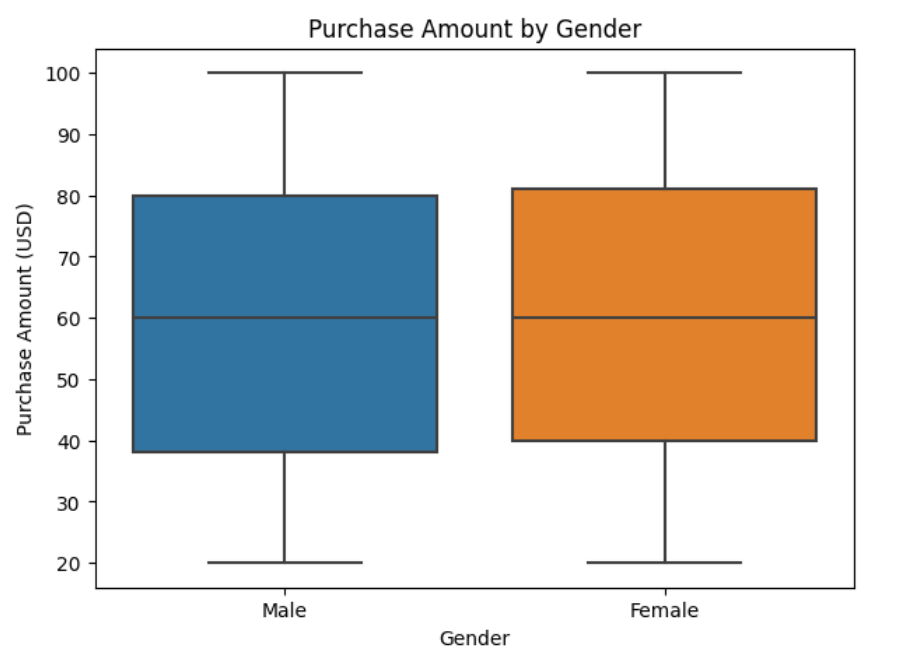 Purchase Amount by Gender
Purchase Amount (USD)
100
90
80
70
60
50
40
30
20
Male Female
Gender